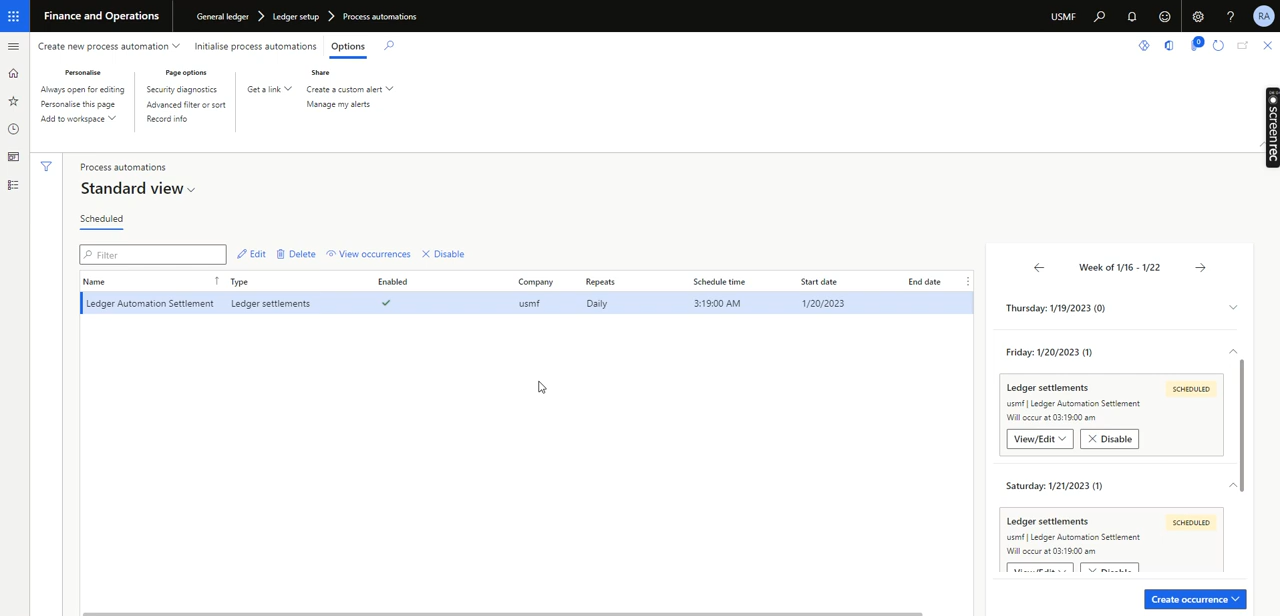 Finance and Operations
General ledger
Ledger setup
Process automations
USMF
?
RA
Create new process automation
Initialise process automations
Options
0
Personalise
Always open for editing
Personalise this page
Add to workspace
Page options
Security diagnostics
Advanced filter or sort
Record info
Get a link
Share
Create a custom alert
Manage my alerts
screenrec
Process automations
Standard view
Scheduled
Filter
Edit
Delete
View occurrences
Disable
Name
Type
Enabled
Company
Repeats
Schedule time
Start date
End date
Ledger Automation Settlement
Ledger settlements
usmf
Daily
3:19:00 AM
1/20/2023
Week of 1/16 - 1/22
Thursday: 1/19/2023 (0)
Friday: 1/20/2023 (1)
Ledger settlements
SCHEDULED
usmf | Ledger Automation Settlement
Will occur at 03:19:00 am
View/Edit
Disable
Saturday: 1/21/2023 (1)
Ledger settlements
SCHEDULED
usmf | Ledger Automation Settlement
Will occur at 03:19:00 am
View/Edit
Disable
Create occurrence